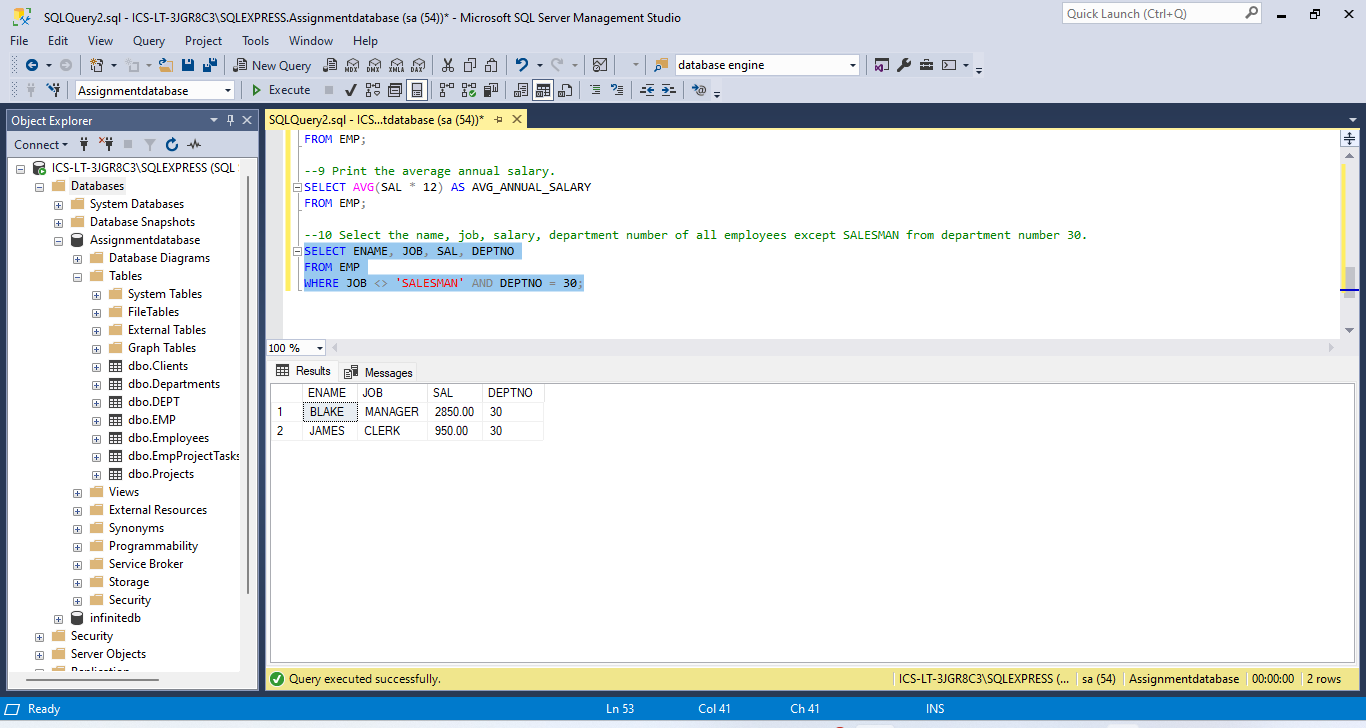 SQLQuery2.sql - ICS-LT-3JGR8C3\SQLEXPRESS.Assignmentdatabase (sa (54))* - Microsoft SQL Server Management Studio
Quick Launch (Ctrl+Q)
File Edit View Query Project Tools Window Help
New Query
MDX DMX XMLA DAX
database engine
Assignmentdatabase
Execute
Object Explorer
Connect
ICS-LT-3JGR8C3\SQLEXPRESS (SQL
Databases
System Databases
Database Snapshots
Assignmentdatabase
Database Diagrams
Tables
System Tables
FileTables
External Tables
Graph Tables
dbo.Clients
dbo.Departments
dbo.DEPT
dbo.EMP
dbo.Employees
dbo.EmpProjectTasks
dbo.Projects
Views
External Resources
Synonyms
Programmability
Service Broker
Storage
Security
infinitedb
Security
Server Objects
Replication
SQLQuery2.sql - ICS...tdatabase (sa (54))*
FROM EMP;
--9 Print the average annual salary.
SELECT AVG(SAL * 12) AS AVG_ANNUAL_SALARY
FROM EMP;
--10 Select the name, job, salary, department number of all employees except SALESMAN from department number 30.
SELECT ENAME, JOB, SAL, DEPTNO
FROM EMP
WHERE JOB <> 'SALESMAN' AND DEPTNO = 30;
100 %
Results Messages
ENAME JOB SAL DEPTNO
1 BLAKE MANAGER 2850.00 30
2 JAMES CLERK 950.00 30
Query executed successfully.
ICS-LT-3JGR8C3\SQLEXPRESS (... sa (54) Assignmentdatabase 00:00:00 2 rows
Ready Ln 53 Col 41 Ch 41 INS